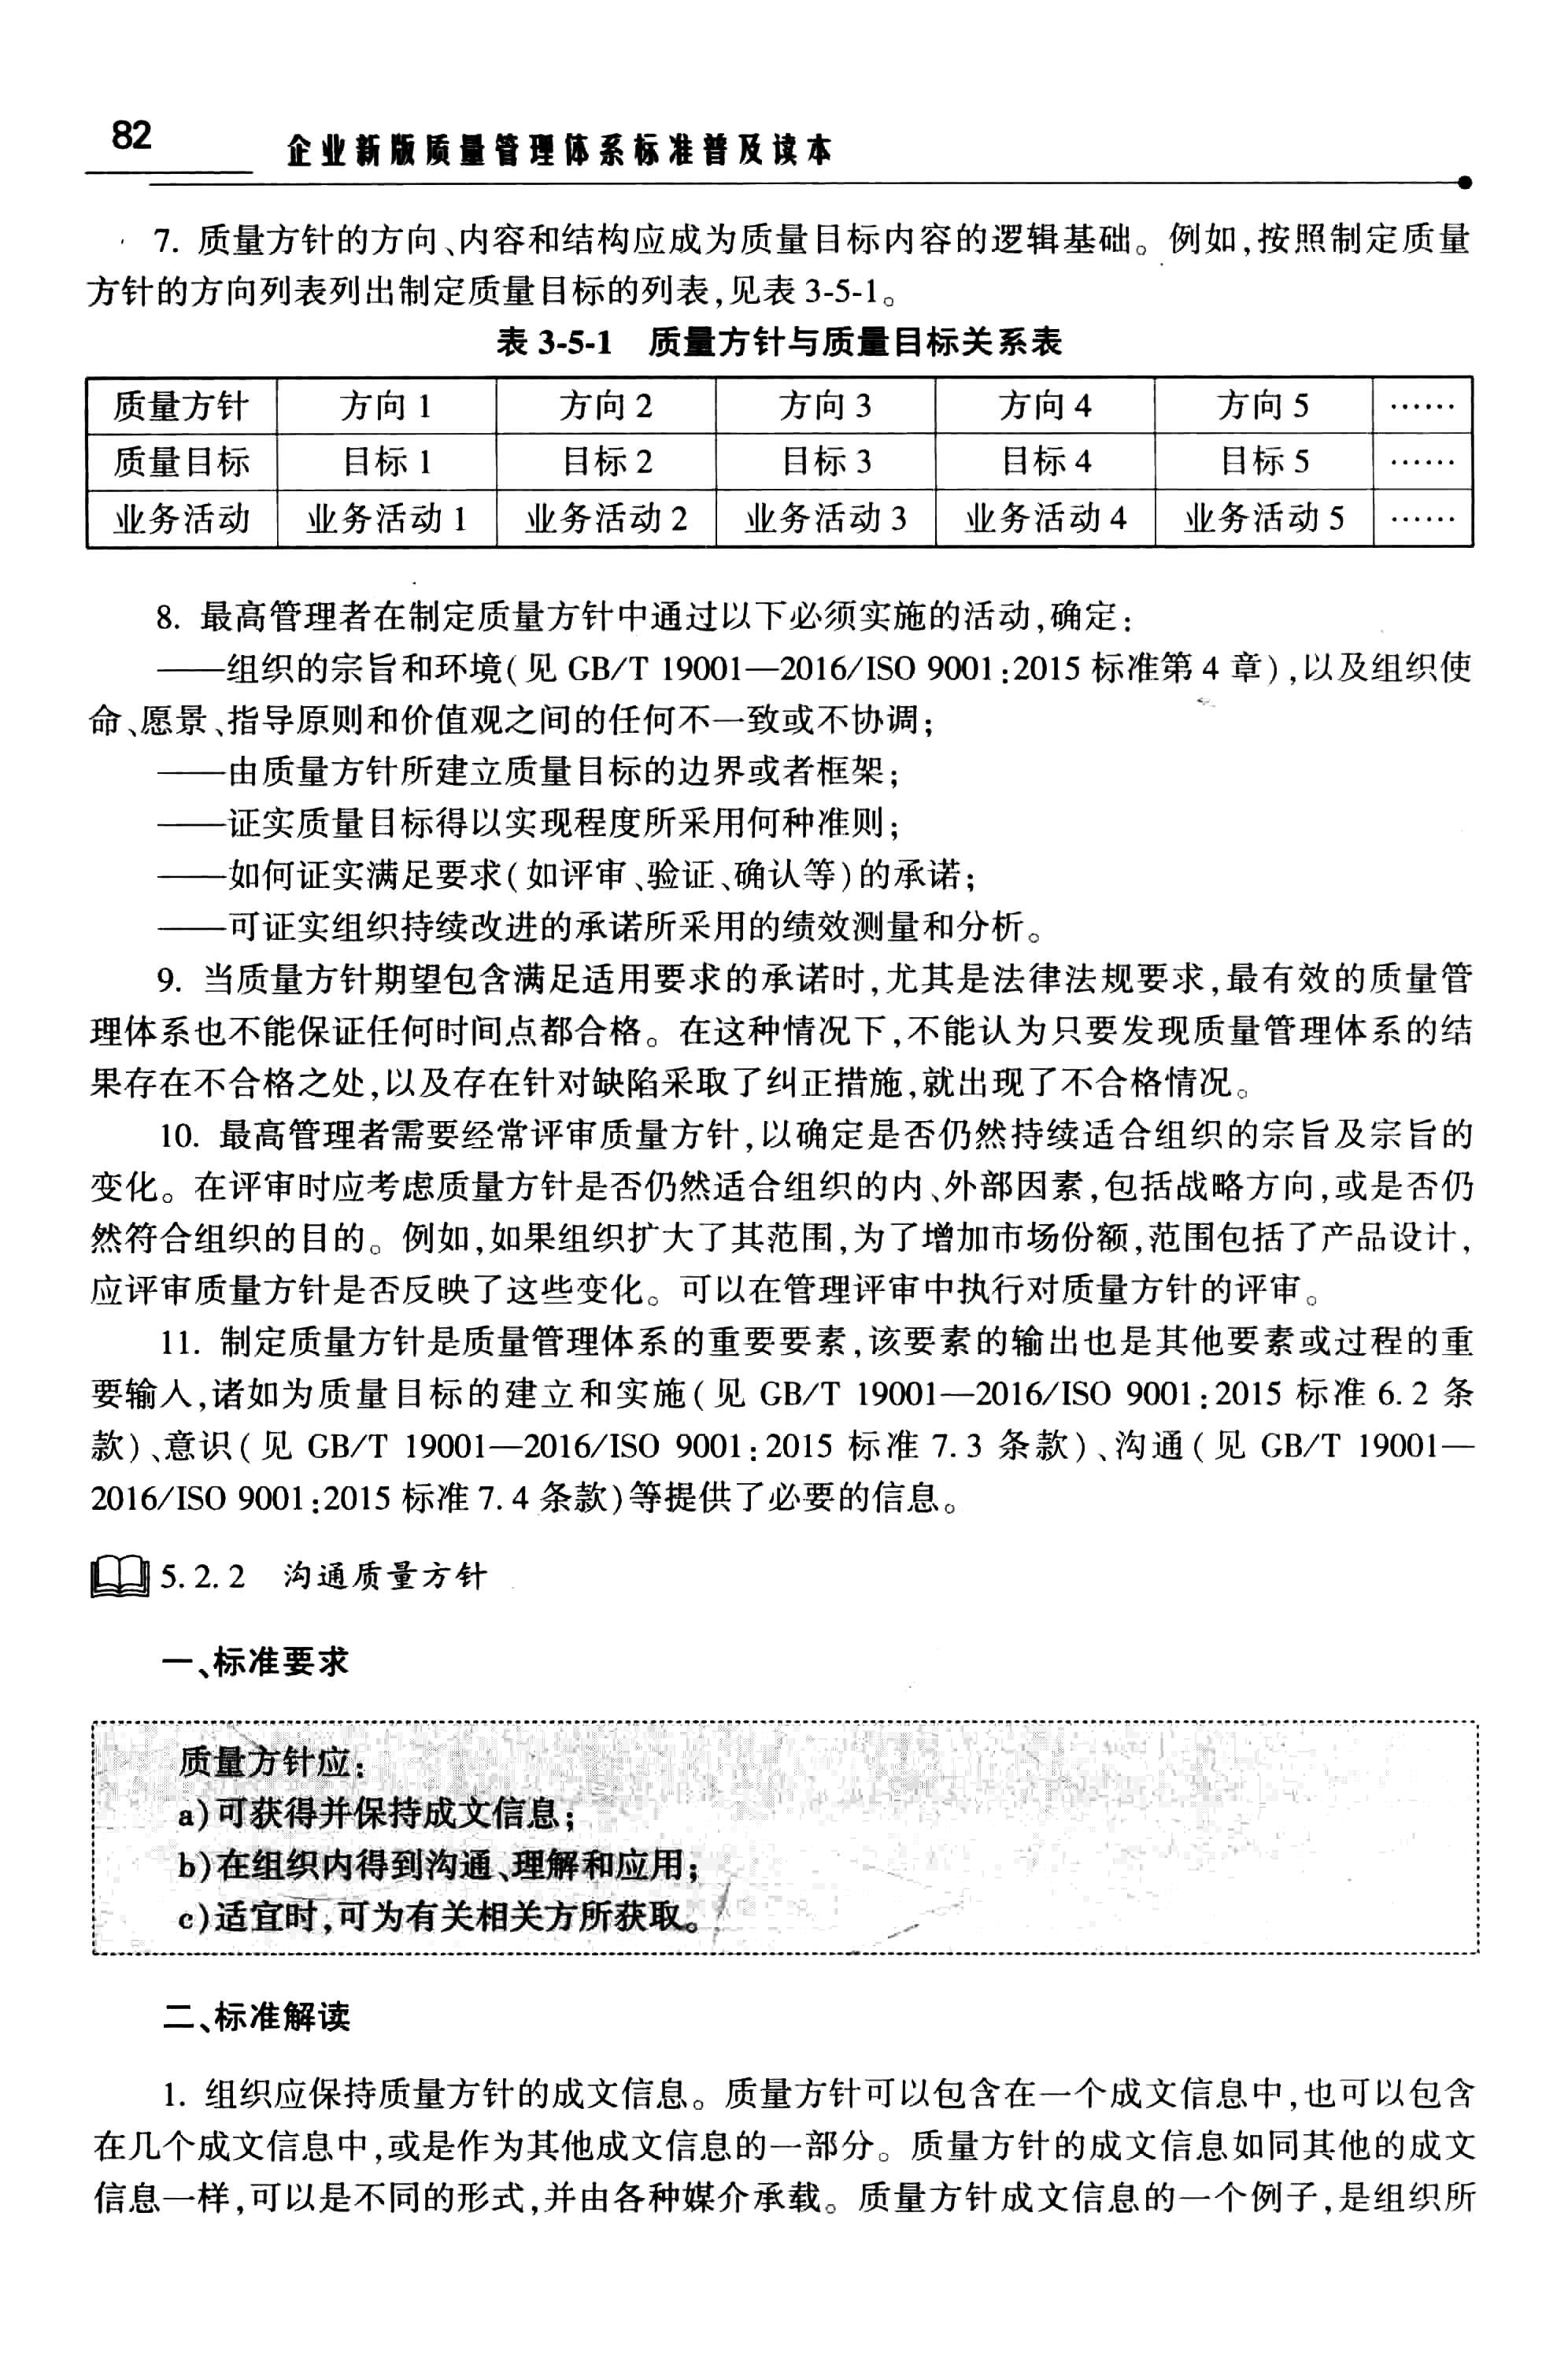 82
企业新版质量管理体系标准普及读本
7. 质量方针的方向、内容和结构应成为质量目标内容的逻辑基础。例如,按照制定质量
方针的方向列表列出制定质量目标的列表,见表 3-5-1。
表 3-5-1 质量方针与质量目标关系表
质量方针 方向 1 方向 2 方向 3 方向 4 方向 5 ……
质量目标 目标 1 目标 2 目标 3 目标 4 目标 5 ……
业务活动 业务活动 1 业务活动 2 业务活动 3 业务活动 4 业务活动 5 ……
8. 最高管理者在制定质量方针中通过以下必须实施的活动,确定:
——组织的宗旨和环境(见 GB/T 19001—2016/ISO 9001:2015 标准第 4 章),以及组织使
命、愿景、指导原则和价值观之间的任何不一致或不协调;
——由质量方针所建立质量目标的边界或者框架;
——证实质量目标得以实现程度所采用何种准则;
——如何证实满足要求(如评审、验证、确认等)的承诺;
——可证实组织持续改进的承诺所采用的绩效测量和分析。
9. 当质量方针期望包含满足适用要求的承诺时,尤其是法律法规要求,最有效的质量管
理体系也不能保证任何时间点都合格。在这种情况下,不能认为只要发现质量管理体系的结
果存在不合格之处,以及存在针对缺陷采取了纠正措施,就出现了不合格情况。
10. 最高管理者需要经常评审质量方针,以确定是否仍然持续适合组织的宗旨及宗旨的
变化。在评审时应考虑质量方针是否仍然适合组织的内、外部因素,包括战略方向,或是否仍
然符合组织的目的。例如,如果组织扩大了其范围,为了增加市场份额,范围包括了产品设计,
应评审质量方针是否反映了这些变化。可以在管理评审中执行对质量方针的评审。
11. 制定质量方针是质量管理体系的重要要素,该要素的输出也是其他要素或过程的重
要输入,诸如为质量目标的建立和实施(见 GB/T 19001—2016/ISO 9001:2015 标准 6.2 条
款)、意识(见 GB/T 19001—2016/ISO 9001:2015 标准 7.3 条款)、沟通(见 GB/T 19001—
2016/ISO 9001:2015 标准 7.4 条款)等提供了必要的信息。
5.2.2 沟通质量方针
一、标准要求
质量方针应:
a)可获得并保持成文信息;
b)在组织内得到沟通、理解和应用;
c)适宜时,可为有关相关方所获取。
二、标准解读
1. 组织应保持质量方针的成文信息。质量方针可以包含在一个成文信息中,也可以包含
在几个成文信息中,或是作为其他成文信息的一部分。质量方针的成文信息如同其他的成文
信息一样,可以是不同的形式,并由各种媒介承载。质量方针成文信息的一个例子,是组织所